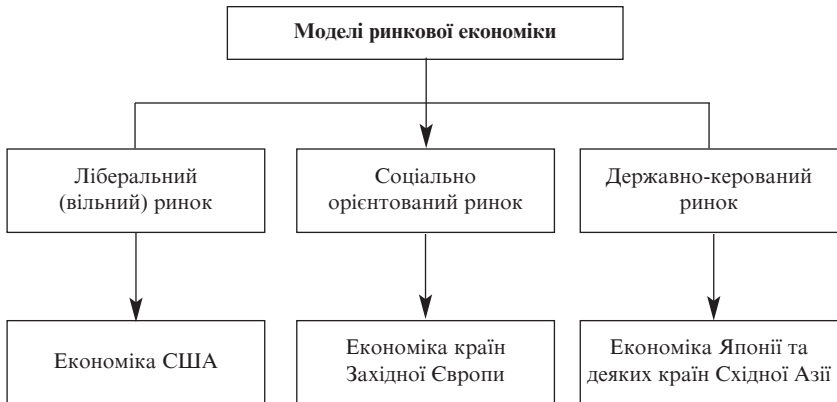 Моделі ринкової економіки
Ліберальний
(вільний) ринок
Соціально
орієнтований ринок
Державно-керований
ринок
Економіка США
Економіка країн
Західної Європи
Економіка Японії та
деяких країн Східної Азії